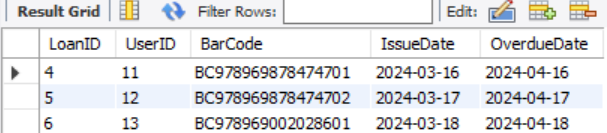 Result Grid Filter Rows: Edit:
LoanID UserID BarCode IssueDate OverdueDate
4 11 BC978969878474701 2024-03-16 2024-04-16
5 12 BC978969878474702 2024-03-17 2024-04-17
6 13 BC978969002028601 2024-03-18 2024-04-18